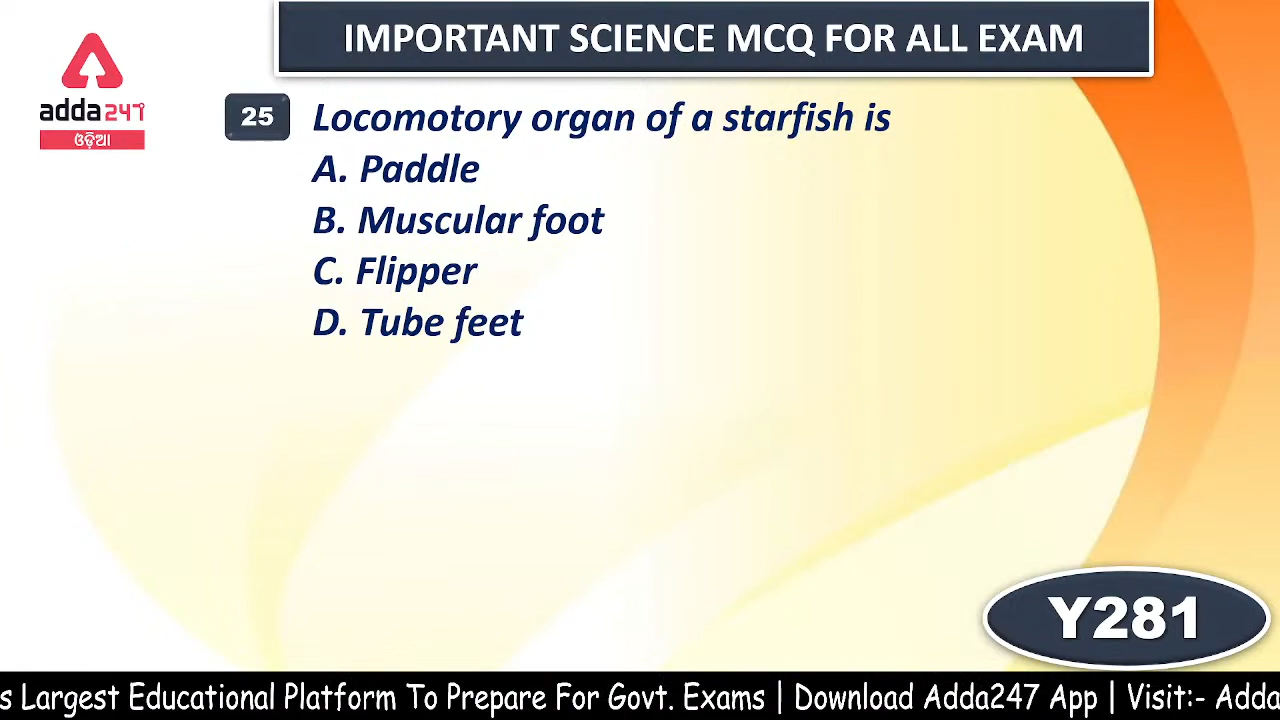 IMPORTANT SCIENCE MCQ FOR ALL EXAM
adda247
ଓଡ଼ିଆ
25
Locomotory organ of a starfish is
A. Paddle
B. Muscular foot
C. Flipper
D. Tube feet
Y281
s Largest Educational Platform To Prepare For Govt. Exams | Download Adda247 App | Visit:- Adda